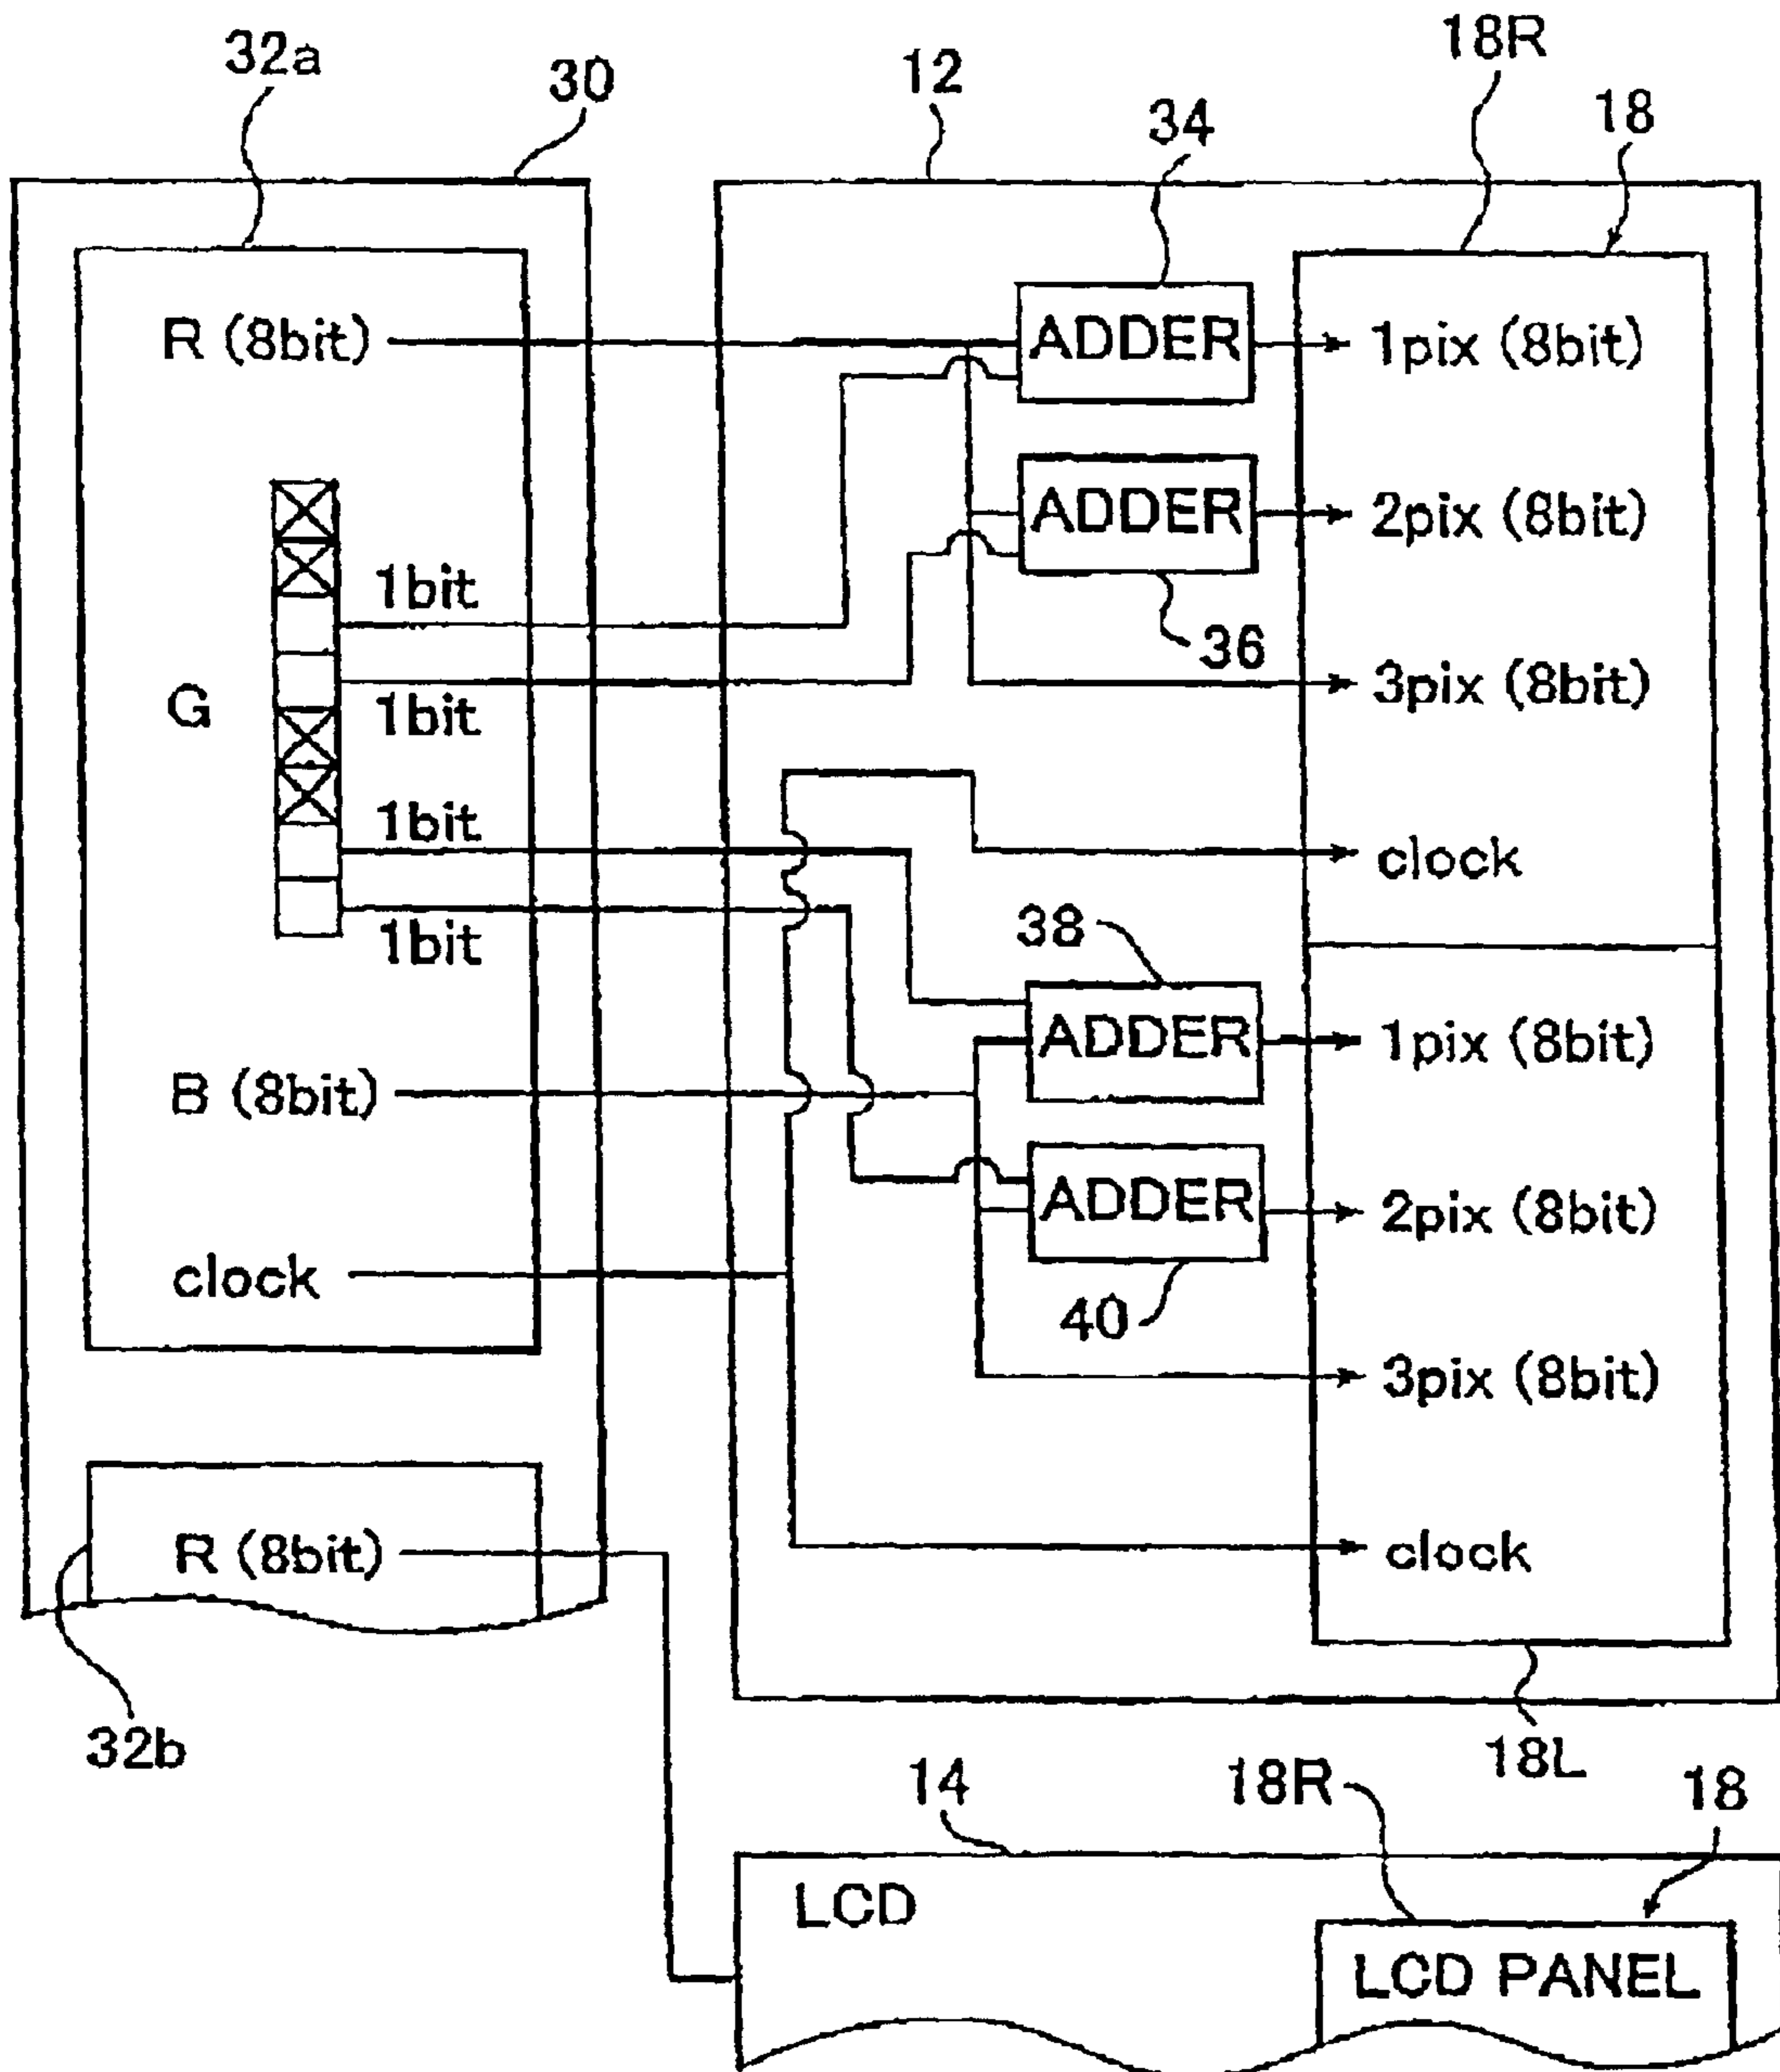 32a
30
12
18R
34
18
R (8bit)
ADDER
1pix (8bit)
ADDER
2pix (8bit)
1bit
36
3pix (8bit)
G
1bit
1bit
clock
1bit
38
ADDER
1pix (8bit)
B (8bit)
ADDER
2pix (8bit)
clock
40
3pix (8bit)
R (8bit)
clock
32b
18L
14
18R
18
LCD
LCD PANEL